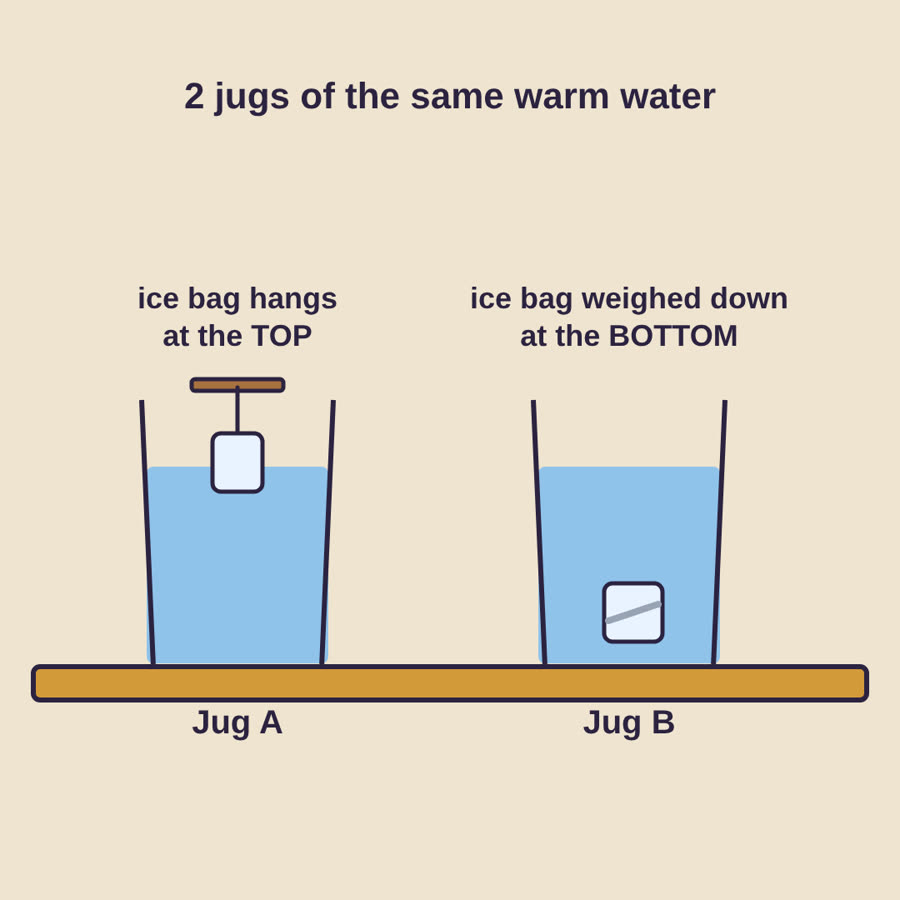 2 jugs of the same warm water
ice bag hangs
at the TOP
ice bag weighed down
at the BOTTOM
Jug A
Jug B